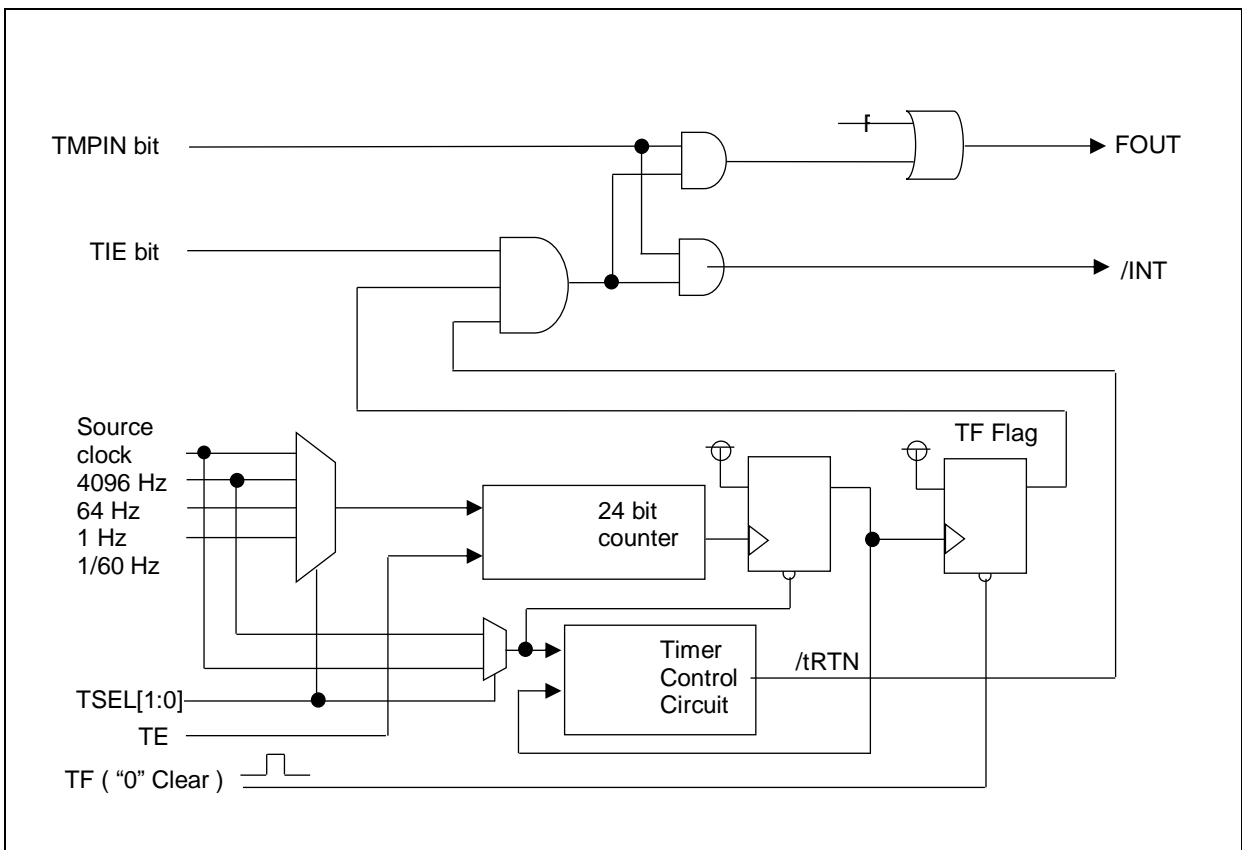 TMPIN bit
FOUT
TIE bit
/INT
Source
clock
4096 Hz
64 Hz
1 Hz
1/60 Hz
24 bit
counter
TF Flag
Timer
Control
Circuit
/tRTN
TSEL[1:0]
TE
TF ( “0” Clear )